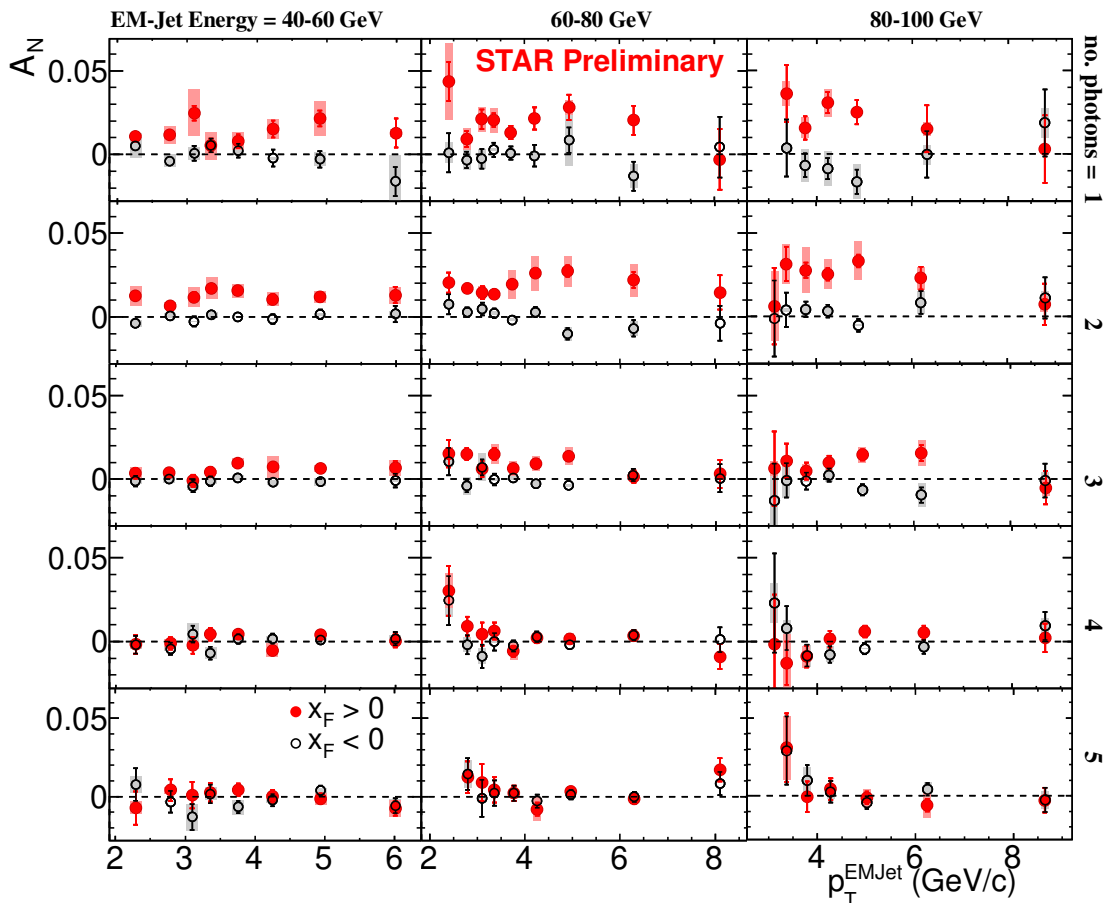 EM-Jet Energy = 40-60 GeV 60-80 GeV 80-100 GeV
A_N
STAR Preliminary
no. photons = 1
0.05
0
2
0.05
0
3
0.05
0
4
0.05
0
5
x_F > 0
x_F < 0
0.05
0
2 3 4 5 6 2 4 6 8 4 6 8
p_T^EMJet (GeV/c)